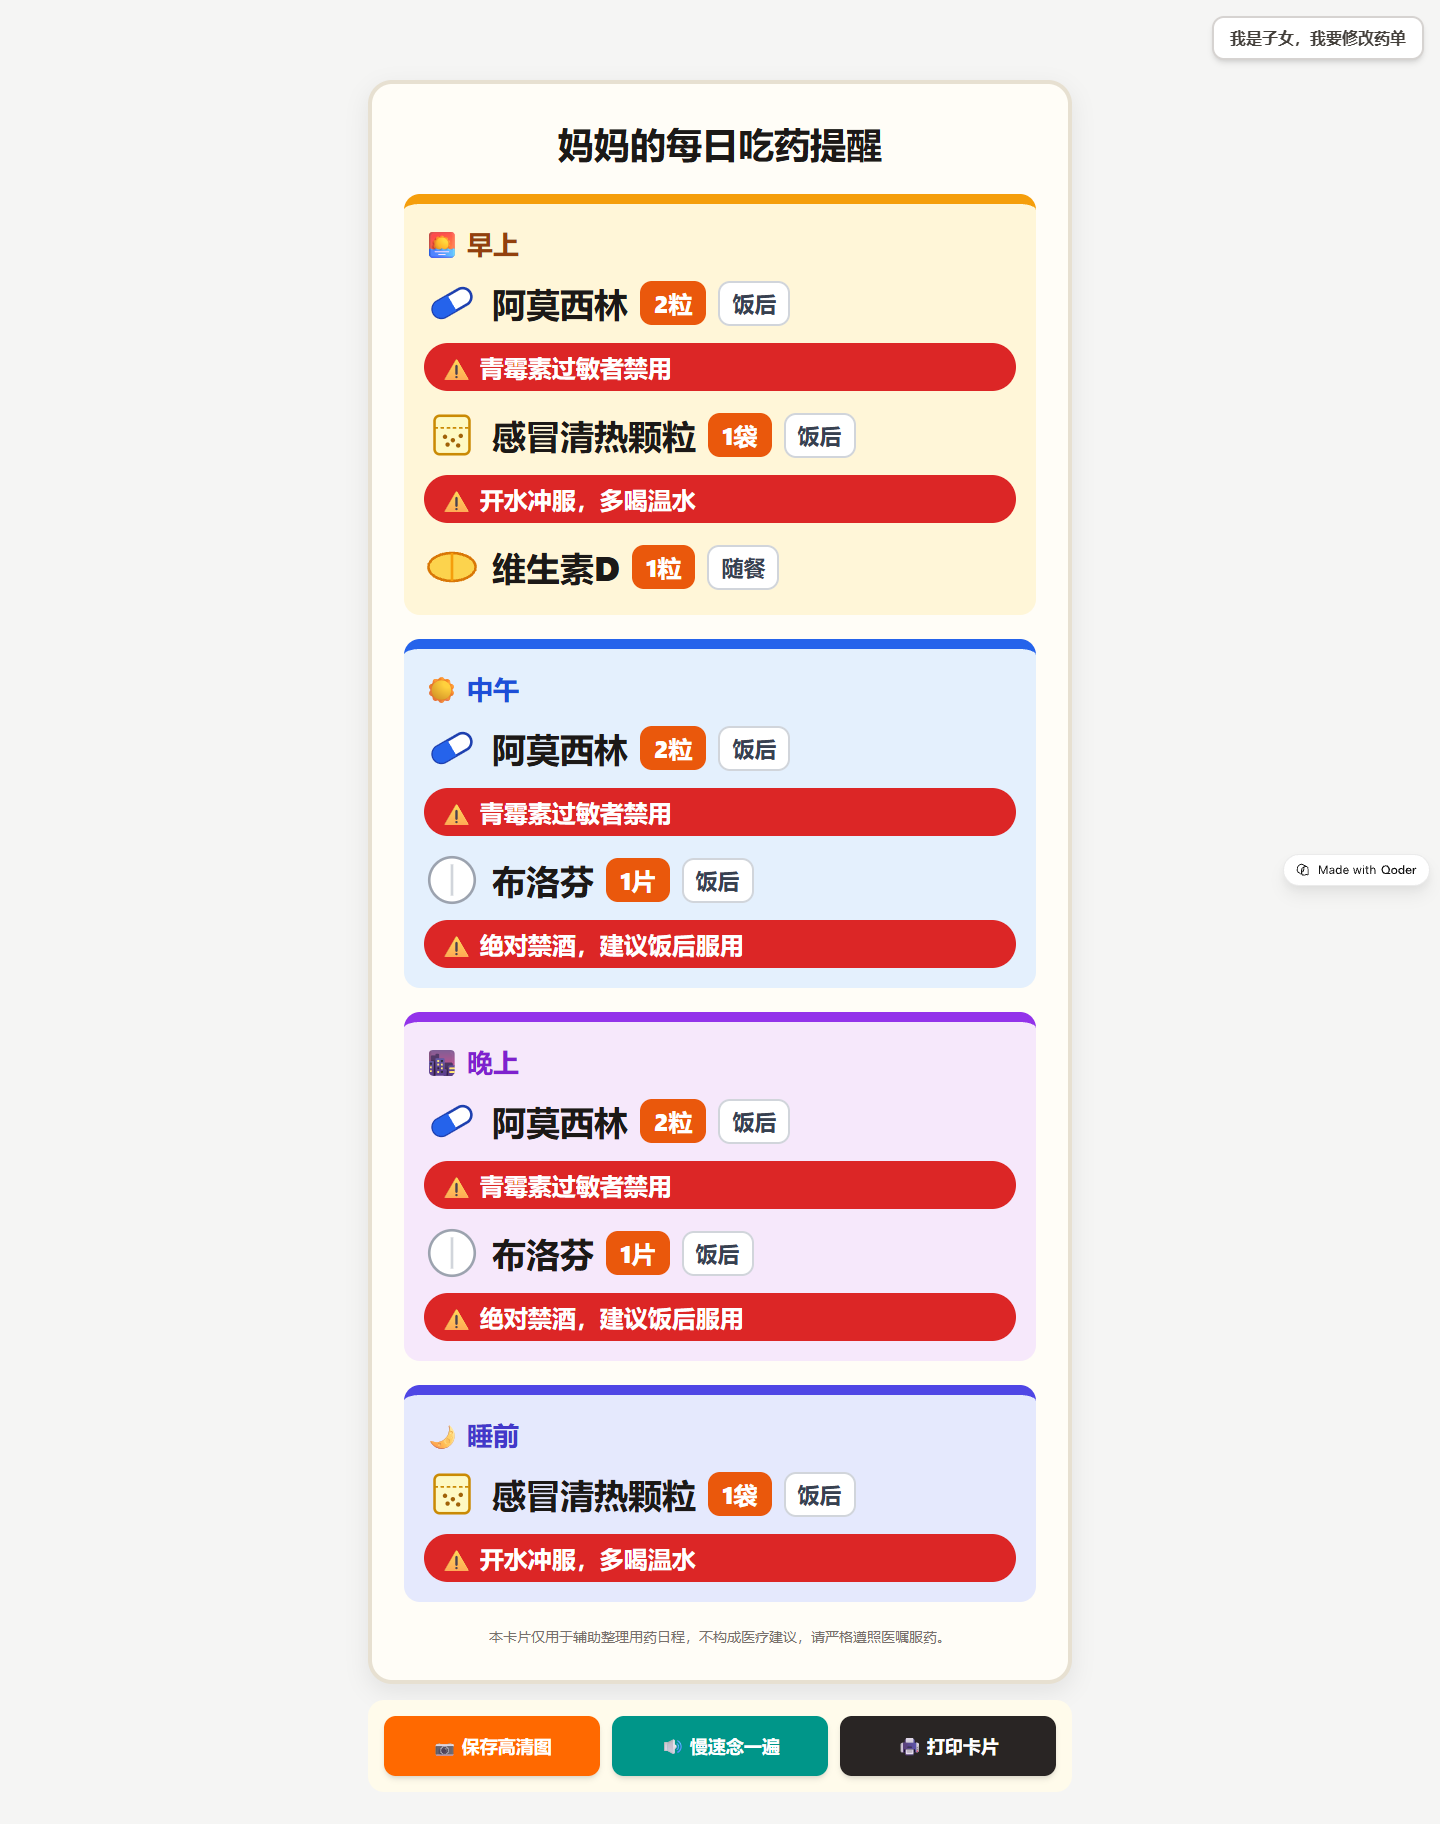 我是子女，我要修改药单
妈妈的每日吃药提醒
早上
阿莫西林 2粒 饭后
青霉素过敏者禁用
感冒清热颗粒 1袋 饭后
开水冲服，多喝温水
维生素D 1粒 随餐
中午
阿莫西林 2粒 饭后
青霉素过敏者禁用
布洛芬 1片 饭后
绝对禁酒，建议饭后服用
Made with Qoder
晚上
阿莫西林 2粒 饭后
青霉素过敏者禁用
布洛芬 1片 饭后
绝对禁酒，建议饭后服用
睡前
感冒清热颗粒 1袋 饭后
开水冲服，多喝温水
本卡片仅用于辅助整理用药日程，不构成医疗建议，请严格遵照医嘱服药。
保存高清图 慢速念一遍 打印卡片